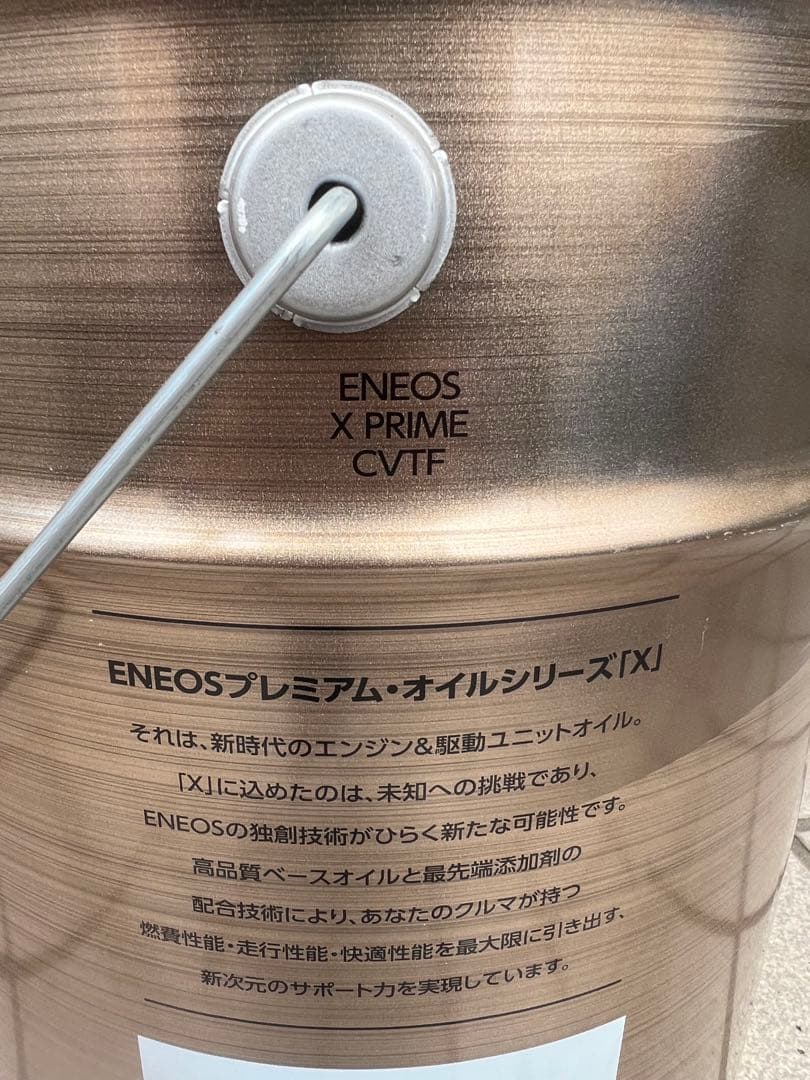 ENEOS
X PRIME
CVTF
ENEOSプレミアム・オイルシリーズ「X」
それは、新時代のエンジン&駆動ユニットオイル。
「X」に込めたのは、未知への挑戦であり、
ENEOSの独創技術がひらく新たな可能性です。
高品質ベースオイルと最先端添加剤の
配合技術により、あなたのクルマが持つ
燃費性能・走行性能・快適性能を最大限に引き出す、
新次元のサポート力を実現しています。